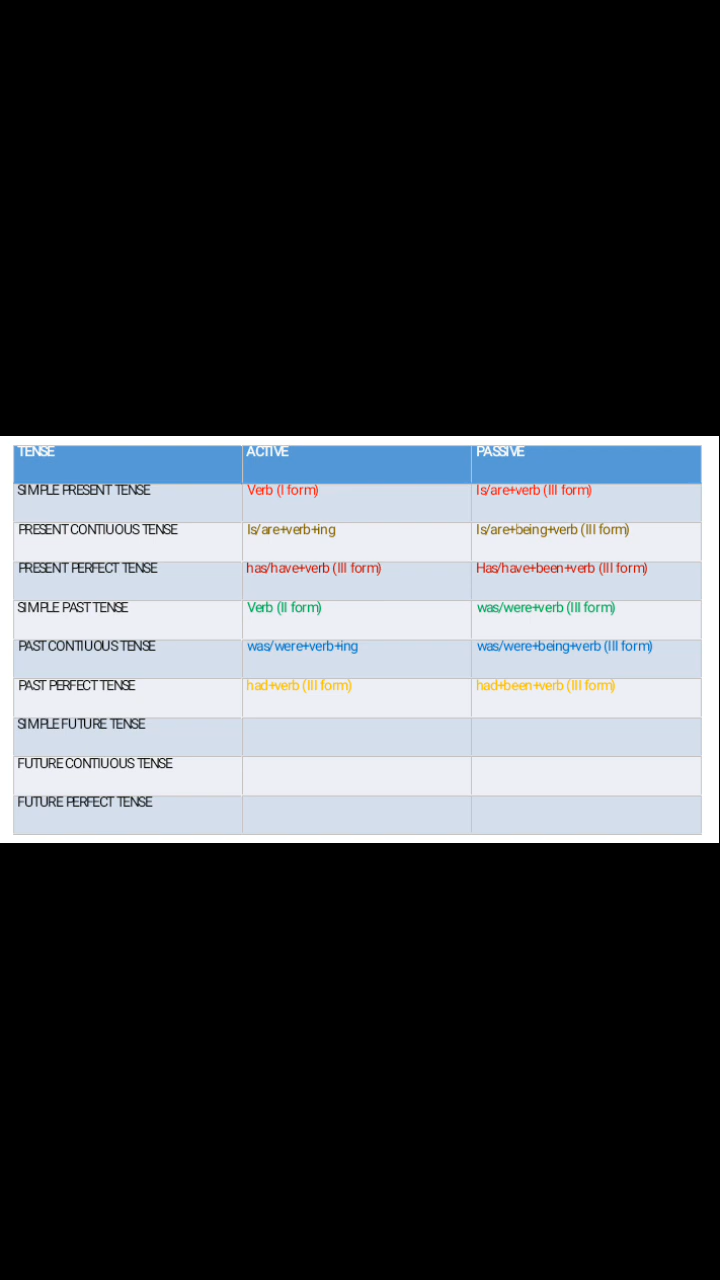 TENSE ACTIVE PASSIVE
SIMPLE PRESENT TENSE Verb (I form) Is/are+verb (III form)
PRESENT CONTIUOUS TENSE Is/are+verb+ing Is/are+being+verb (III form)
PRESENT PERFECT TENSE has/have+verb (III form) Has/have+been+verb (III form)
SIMPLE PAST TENSE Verb (II form) was/were+verb (III form)
PAST CONTIUOUS TENSE was/were+verb+ing was/were+being+verb (III form)
PAST PERFECT TENSE had+verb (III form) had+been+verb (III form)
SIMPLE FUTURE TENSE
FUTURE CONTIUOUS TENSE
FUTURE PERFECT TENSE